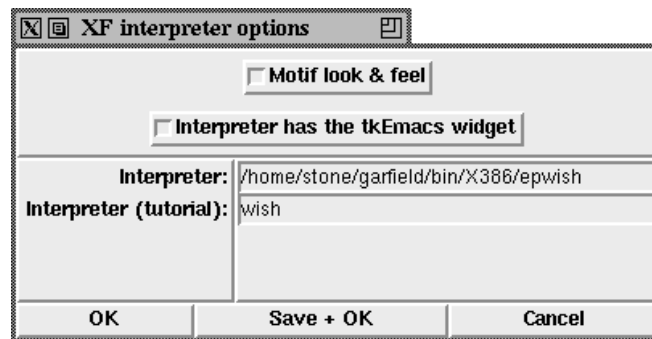 XF interpreter options
Motif look & feel
Interpreter has the tkEmacs widget
Interpreter: /home/stone/garfield/bin/X386/epwish
Interpreter (tutorial): wish
OK Save + OK Cancel